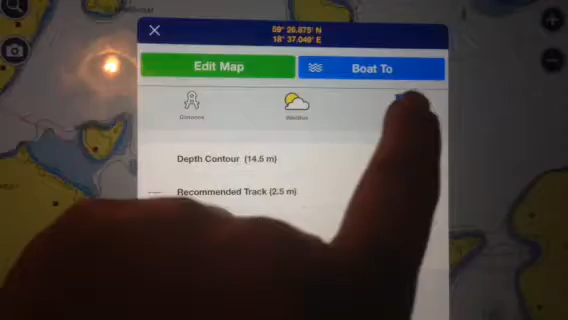 59° 26.875' N
18° 37.049' E
Edit Map
Boat To
Distance
Weather
Depth Contour (14.5 m)
Recommended Track (2.5 m)